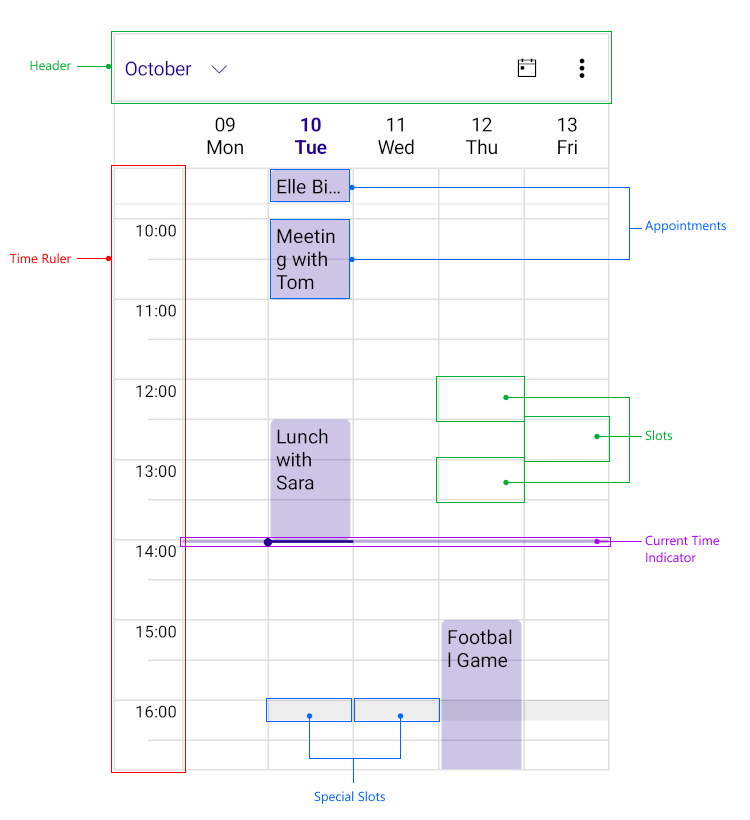 Header
October
09 10 11 12 13
Mon Tue Wed Thu Fri
Elle Bi...
Appointments
10:00
Meetin
g with
Tom
Time Ruler
11:00
12:00
Slots
Lunch
with
Sara
13:00
14:00
Current Time
Indicator
15:00
Footbal
l Game
16:00
Special Slots